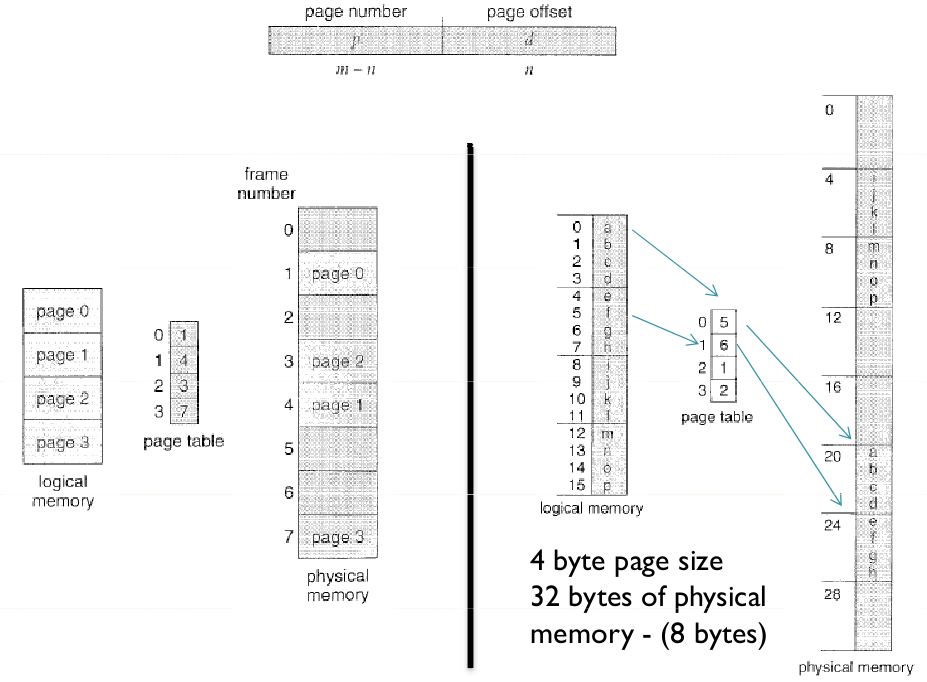 page number page offset
p d
m – n n
frame
number
0
1 page 0
2
3 page 2
4 page 1
5
6
7 page 3
physical
memory
page 0
page 1
page 2
page 3
logical
memory
0 1
1 4
2 3
3 7
page table
0 a
1 b
2 c
3 d
4 e
5 f
6 g
7 h
8 i
9 j
10 k
11 l
12 m
13 n
14 o
15 p
logical memory
0 5
1 6
2 1
3 2
page table
0
4 i
j
k
l
8 m
n
o
p
12
16
20 a
b
c
d
24 e
f
g
h
28
physical memory
4 byte page size
32 bytes of physical
memory - (8 bytes)